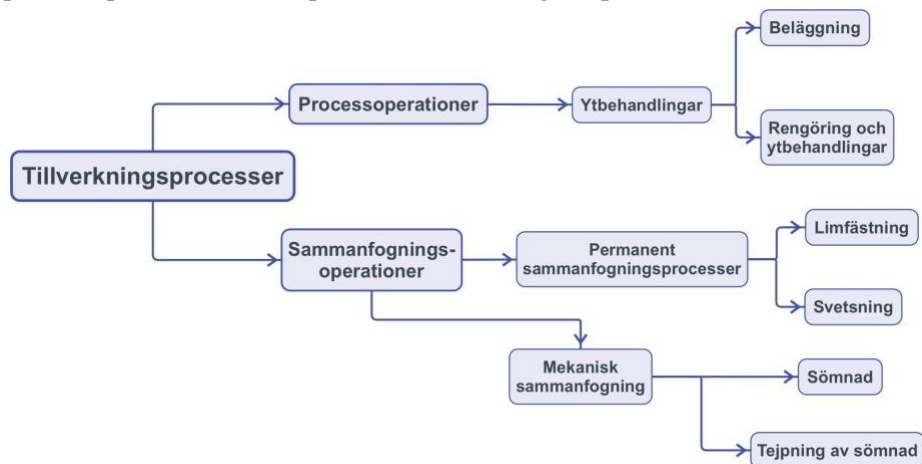 Beläggning
Processoperationer
Ytbehandlingar
Rengöring och
ytbehandlingar
Tillverkningsprocesser
Sammanfognings-
operationer
Permanent
sammanfogningsprocesser
Limfästning
Svetsning
Mekanisk
sammanfogning
Sömnad
Tejpning av sömnad